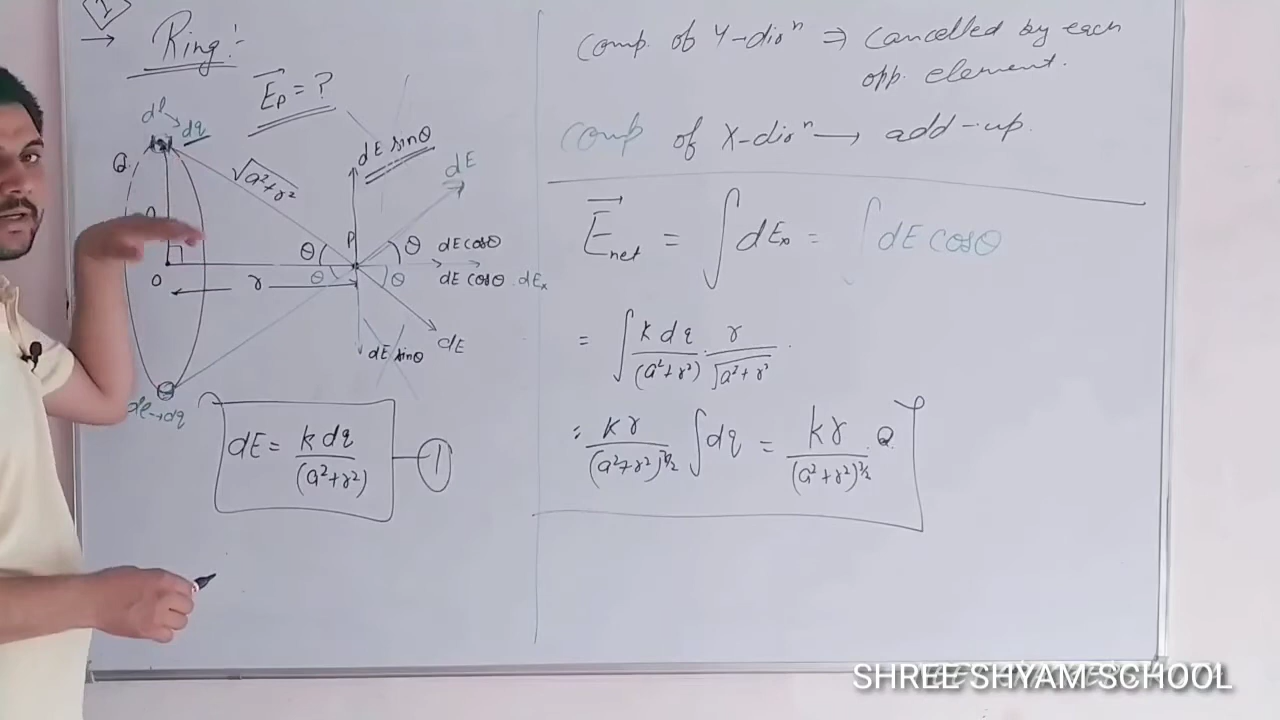 1
→ Ring :-
E⃗p = ?
dl → dq
Q
a
√a²+r²
dE sinθ
dE
θ P θ dE cosθ
θ θ dE cosθ . dEx
O
r
dE sinθ dE
dl→dq
dE = k dq / (a²+r²) — 1
Comp. of Y-dirⁿ ⇒ Cancelled by each
opp. element.
Comp of X-dirⁿ → add-up.
E⃗net = ∫ dEx = ∫ dE cosθ
= ∫ k dq / (a²+r²) . r / √a²+r²
= kr / (a²+r²)^3/2 ∫ dq = kr / (a²+r²)^3/2 . Q
SHREE SHYAM SCHOOL